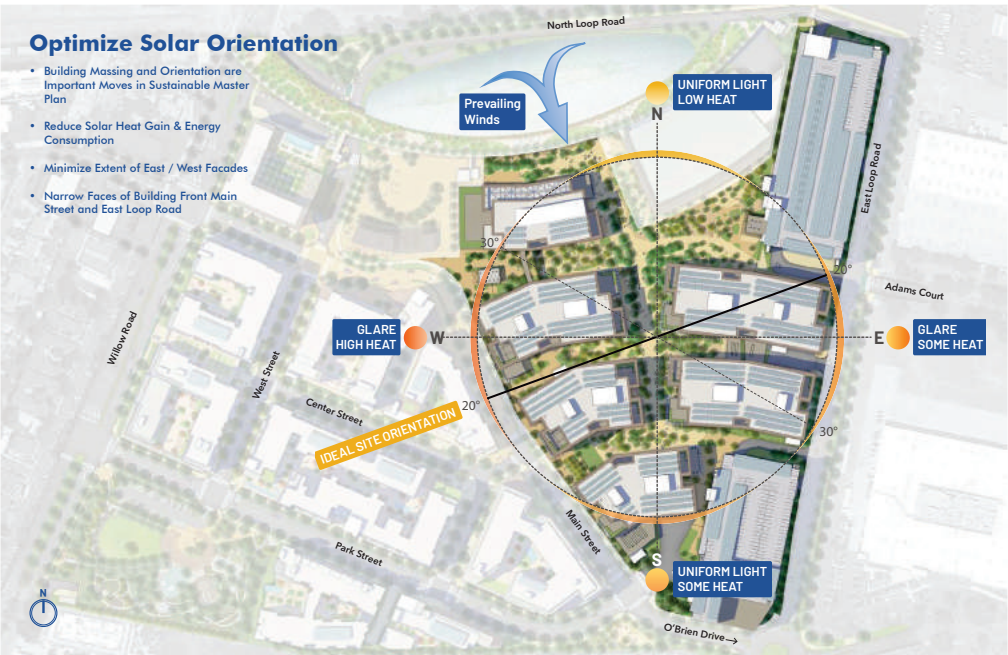 Optimize Solar Orientation
• Building Massing and Orientation are
Important Moves in Sustainable Master
Plan
• Reduce Solar Heat Gain & Energy
Consumption
• Minimize Extent of East / West Facades
• Narrow Faces of Building Front Main
Street and East Loop Road
North Loop Road
Prevailing
Winds
UNIFORM LIGHT
LOW HEAT
N
East Loop Road
30°
20°
Adams Court
Willow Road
GLARE
HIGH HEAT
W
E
GLARE
SOME HEAT
West Street
Center Street
20°
IDEAL SITE ORIENTATION
30°
Main Street
Park Street
S
UNIFORM LIGHT
SOME HEAT
N
O'Brien Drive→